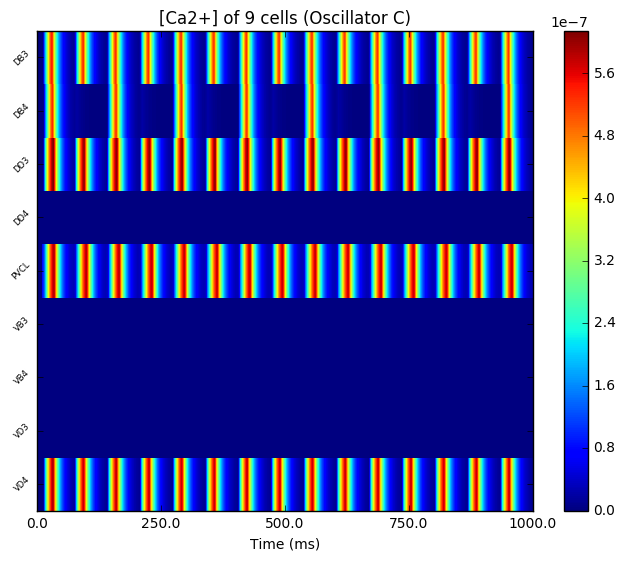 [Ca2+] of 9 cells (Oscillator C)
1e−7
DB3
DB4
DD3
DD4
PVCL
VB3
VB4
VD3
VD4
0.0
250.0
500.0
750.0
1000.0
Time (ms)
5.6
4.8
4.0
3.2
2.4
1.6
0.8
0.0